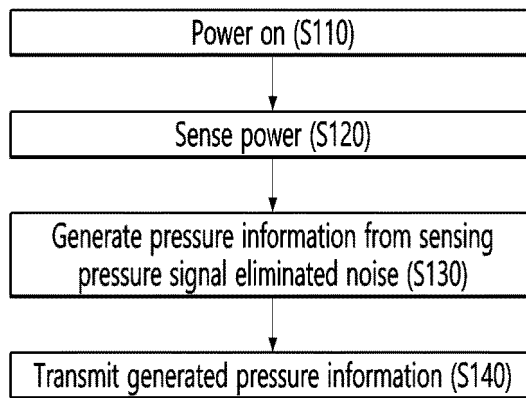 Power on (S110)
Sense power (S120)
Generate pressure information from sensing
pressure signal eliminated noise (S130)
Transmit generated pressure information (S140)